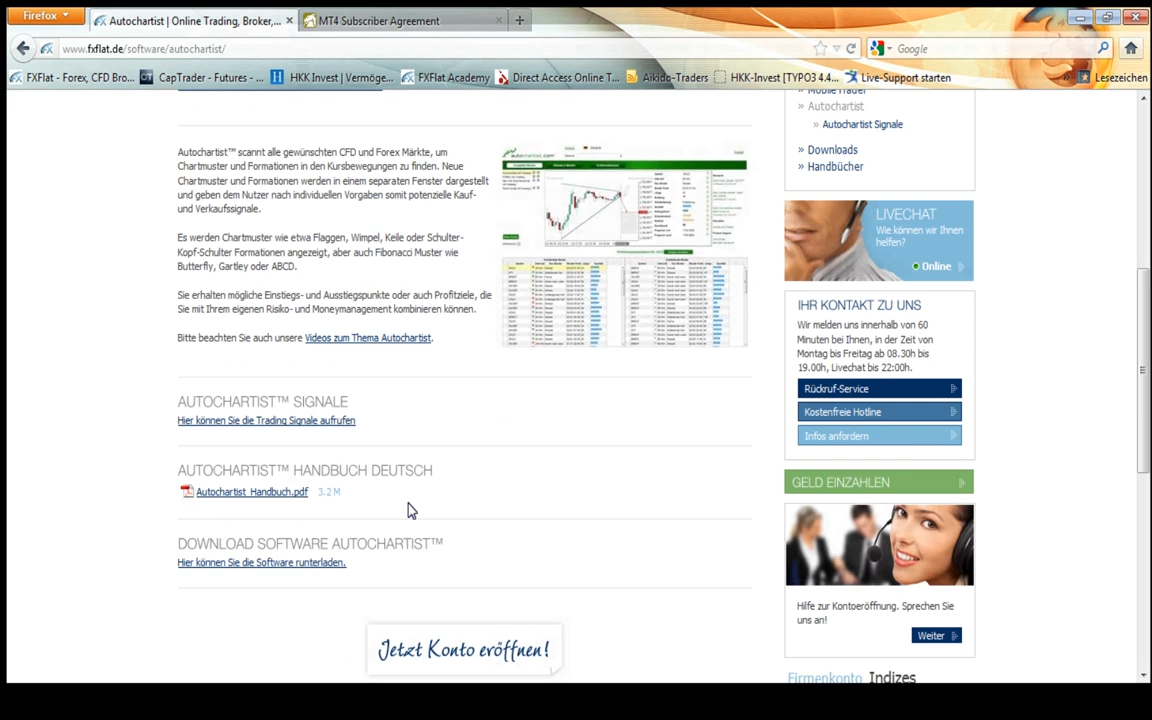 Firefox
Autochartist | Online Trading, Broker,...
MT4 Subscriber Agreement
www.fxflat.de/software/autochartist/
Google
FXFlat - Forex, CFD Bro...
CapTrader - Futures - ...
HKK Invest | Vermöge...
FXFlat Academy
Direct Access Online T...
Aikido-Traders
HKK-Invest [TYPO3 4.4...
Live-Support starten
Lesezeichen
Autochartist™ scannt alle gewünschten CFD und Forex Märkte, um
Chartmuster und Formationen in den Kursbewegungen zu finden. Neue
Chartmuster und Formationen werden in einem separaten Fenster dargestellt
und geben dem Nutzer nach individuellen Vorgaben somit potenzielle Kauf-
und Verkaufssignale.
Es werden Chartmuster wie etwa Flaggen, Wimpel, Keile oder Schulter-
Kopf-Schulter Formationen angezeigt, aber auch Fibonacci Muster wie
Butterfly, Gartley oder ABCD.
Sie erhalten mögliche Einstiegs- und Ausstiegspunkte oder auch Profitziele, die
Sie mit Ihrem eigenen Risiko- und Moneymanagement kombinieren können.
Bitte beachten Sie auch unsere Videos zum Thema Autochartist.
AUTOCHARTIST™ SIGNALE
Hier können Sie die Trading Signale aufrufen
AUTOCHARTIST™ HANDBUCH DEUTSCH
Autochartist_Handbuch.pdf 3.2 M
DOWNLOAD SOFTWARE AUTOCHARTIST™
Hier können Sie die Software runterladen.
Jetzt Konto eröffnen!
» Mobile Trader
» Autochartist
» Autochartist Signale
» Downloads
» Handbücher
LIVECHAT
Wie können wir Ihnen
helfen?
Online
IHR KONTAKT ZU UNS
Wir melden uns innerhalb von 60
Minuten bei Ihnen, in der Zeit von
Montag bis Freitag ab 08.30h bis
19.00h, Livechat bis 22:00h.
Rückruf-Service
Kostenfreie Hotline
Infos anfordern
GELD EINZAHLEN
Hilfe zur Kontoeröffnung. Sprechen Sie
uns an!
Weiter
Firmenkonto Indizes